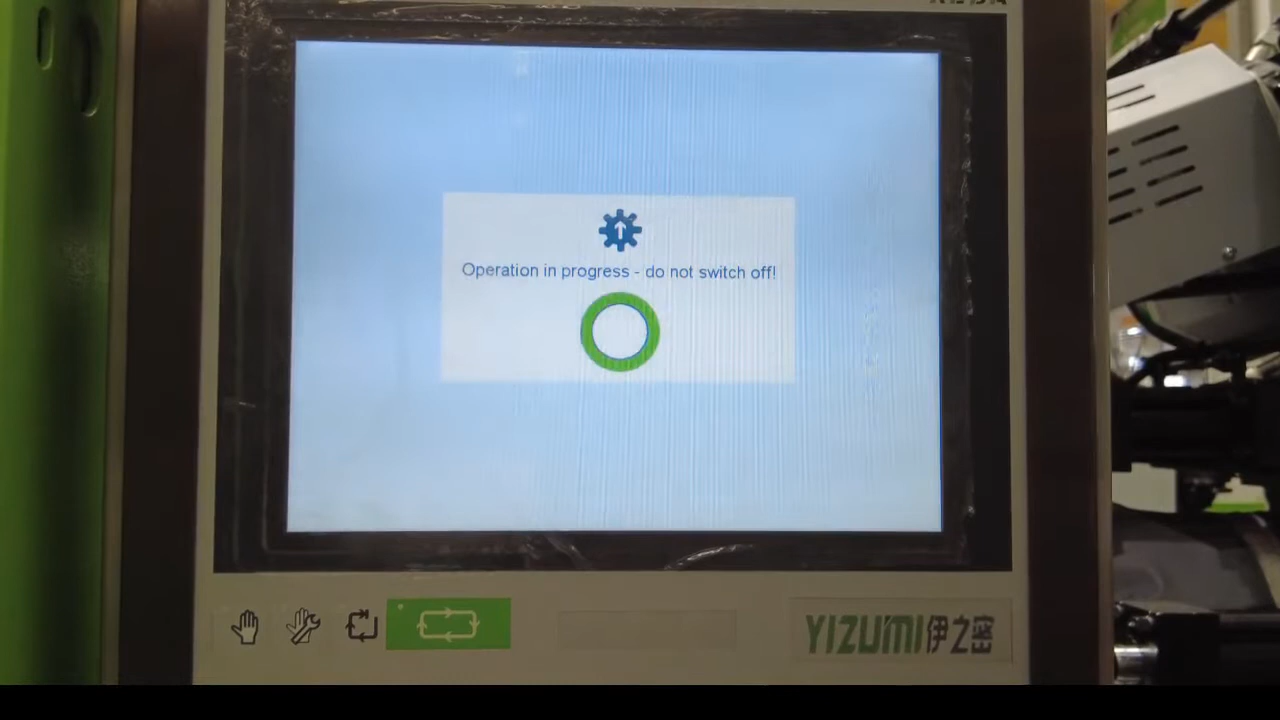 Operation in progress - do not switch off!
YIZUMI伊之密